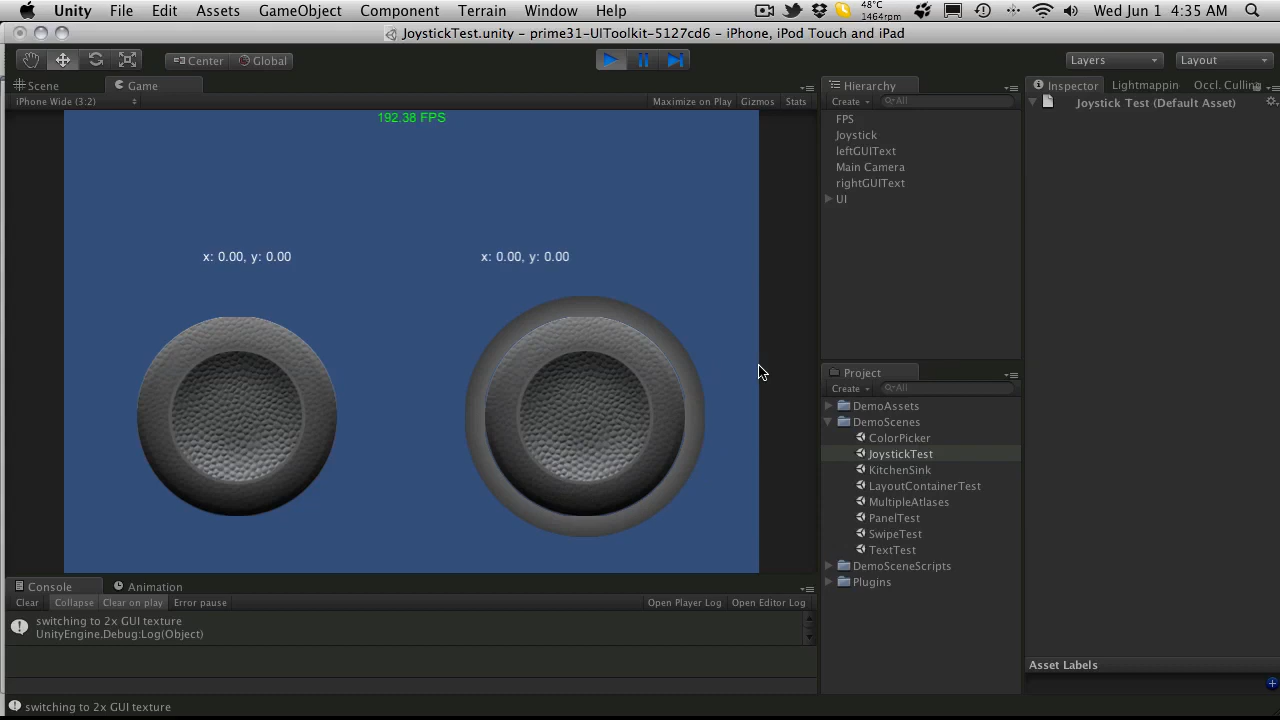 Unity File Edit Assets GameObject Component Terrain Window Help 48°C 1464rpm Wed Jun 1 4:35 AM
JoystickTest.unity – prime31-UIToolkit-5127cd6 – iPhone, iPod Touch and iPad
Center Global Layers Layout
Scene Game
iPhone Wide (3:2) Maximize on Play Gizmos Stats
192.38 FPS
x: 0.00, y: 0.00 x: 0.00, y: 0.00
Hierarchy
Create All
FPS
Joystick
leftGUIText
Main Camera
rightGUIText
UI
Project
Create All
DemoAssets
DemoScenes
ColorPicker
JoystickTest
KitchenSink
LayoutContainerTest
MultipleAtlases
PanelTest
SwipeTest
TextTest
DemoSceneScripts
Plugins
Inspector Lightmappin Occl. Culling
Joystick Test (Default Asset)
Asset Labels
Console Animation
Clear Collapse Clear on play Error pause Open Player Log Open Editor Log
switching to 2x GUI texture
UnityEngine.Debug:Log(Object)
switching to 2x GUI texture